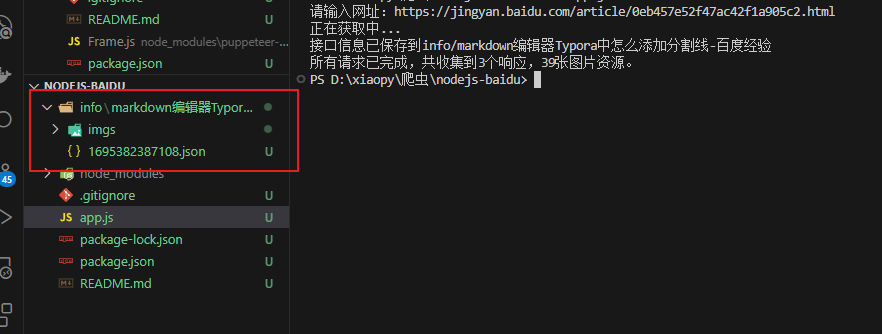 .gitignore
README.md
JS Frame.js node_modules\puppeteer-...
package.json
NODEJS-BAIDU
info\markdown编辑器Typor...
imgs
{ } 1695382387108.json U
node_modules
.gitignore U
JS app.js U
package-lock.json U
package.json U
README.md U
45
请输入网址: https://jingyan.baidu.com/article/0eb457e52f47ac42f1a905c2.html
正在获取中...
接口信息已保存到info/markdown编辑器Typora中怎么添加分割线-百度经验
所有请求已完成，共收集到3个响应，39张图片资源。
PS D:\xiaopy\爬虫\nodejs-baidu>